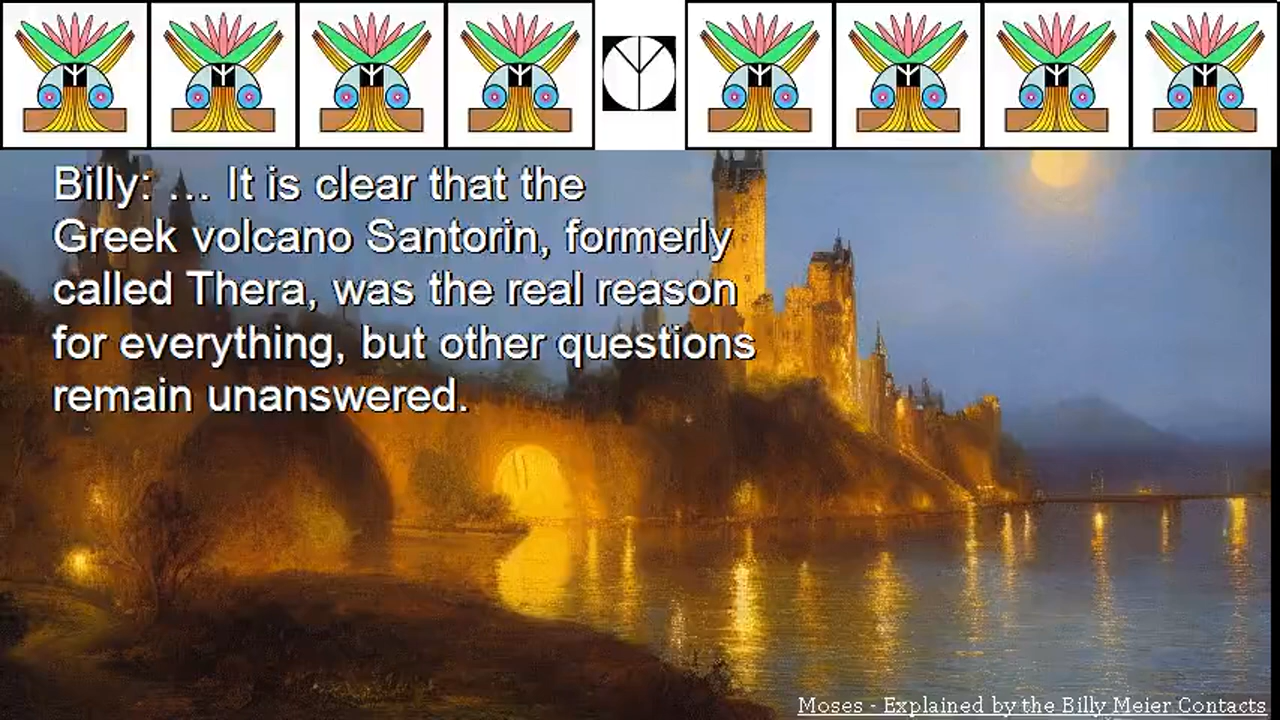 Billy: … It is clear that the
Greek volcano Santorin, formerly
called Thera, was the real reason
for everything, but other questions
remain unanswered.
Moses - Explained by the Billy Meier Contacts